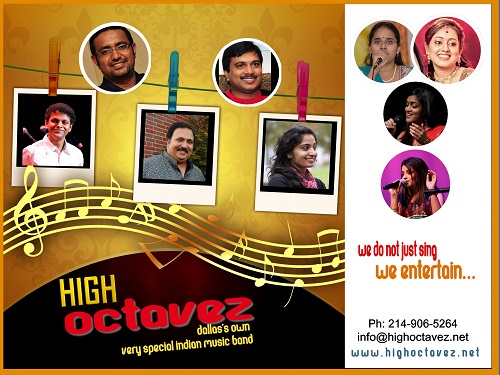 HIGH
octavez
dallas's own
very special indian music band
we do not just sing
we entertain...
Ph: 214-906-5264
info@highoctavez.net
www.highoctavez.net